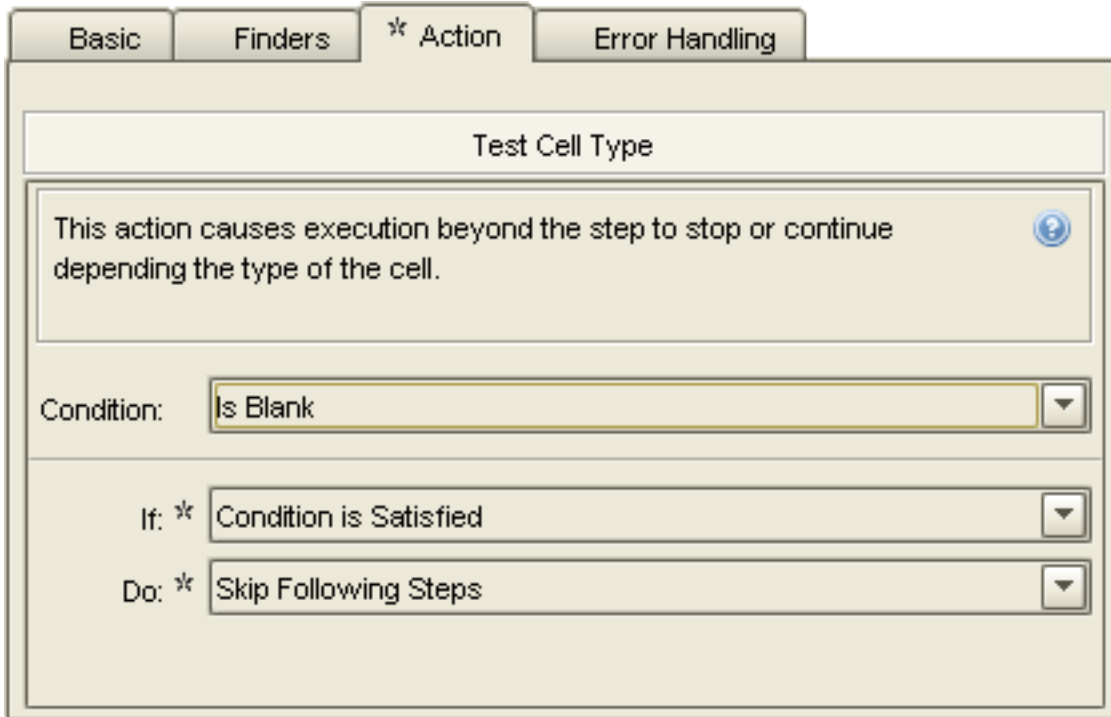 Basic
Finders
* Action
Error Handling
Test Cell Type
This action causes execution beyond the step to stop or continue
depending the type of the cell.
Condition: Is Blank
If: * Condition is Satisfied
Do: * Skip Following Steps